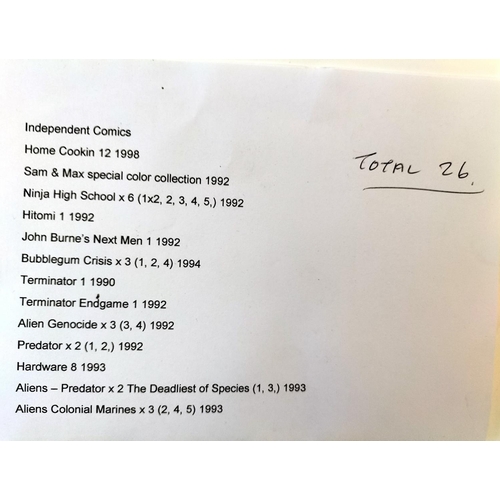 Independent Comics
Home Cookin 12 1998
TOTAL 26.
Sam & Max special color collection 1992
Ninja High School x 6 (1x2, 2, 3, 4, 5,) 1992
Hitomi 1 1992
John Burne's Next Men 1 1992
Bubblegum Crisis x 3 (1, 2, 4) 1994
Terminator 1 1990
Terminator Endgame 1 1992
Alien Genocide x 3 (3, 4) 1992
Predator x 2 (1, 2,) 1992
Hardware 8 1993
Aliens – Predator x 2 The Deadliest of Species (1, 3,) 1993
Aliens Colonial Marines x 3 (2, 4, 5) 1993